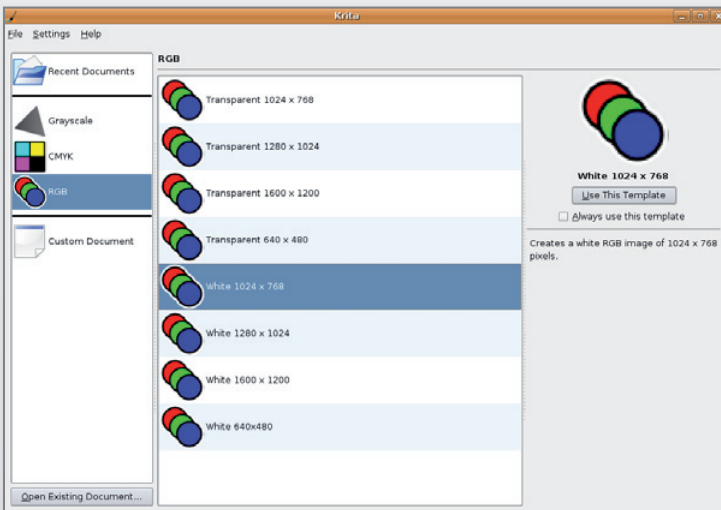 Krita
File Settings Help
Recent Documents
Grayscale
CMYK
RGB
Custom Document
Open Existing Document...
RGB
Transparent 1024 x 768
Transparent 1280 x 1024
Transparent 1600 x 1200
Transparent 640 x 480
White 1024 x 768
White 1280 x 1024
White 1600 x 1200
White 640x480
White 1024 x 768
Use This Template
Always use this template
Creates a white RGB image of 1024 x 768
pixels.